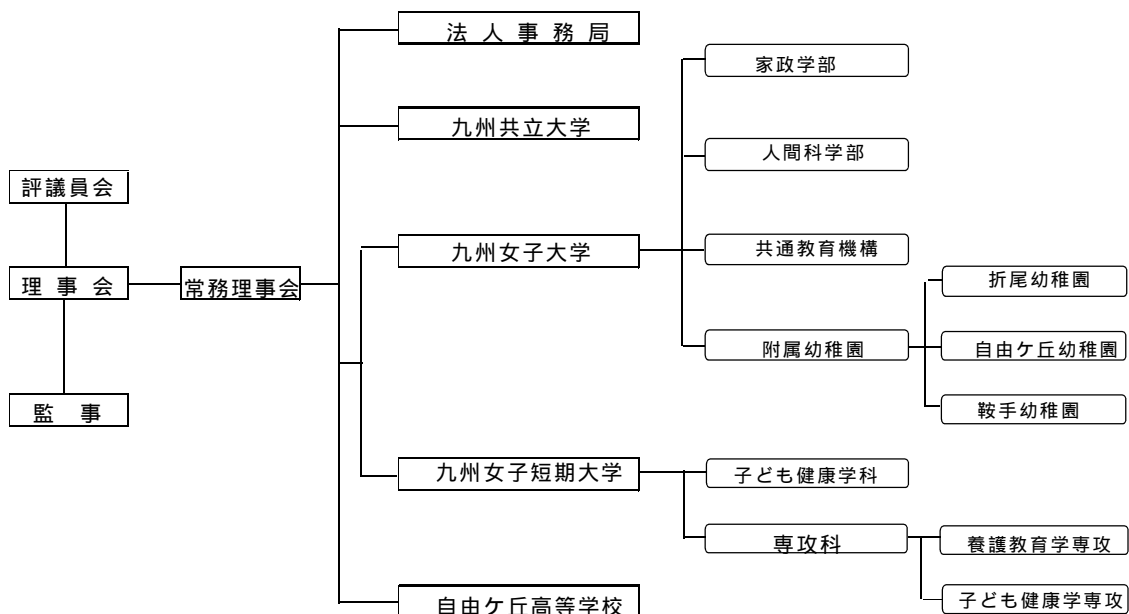 法人事務局
家政学部
九州共立大学
人間科学部
評議員会
九州女子大学
共通教育機構
理事会
常務理事会
折尾幼稚園
附属幼稚園
自由ケ丘幼稚園
監事
鞍手幼稚園
九州女子短期大学
子ども健康学科
専攻科
養護教育学専攻
自由ケ丘高等学校
子ども健康学専攻